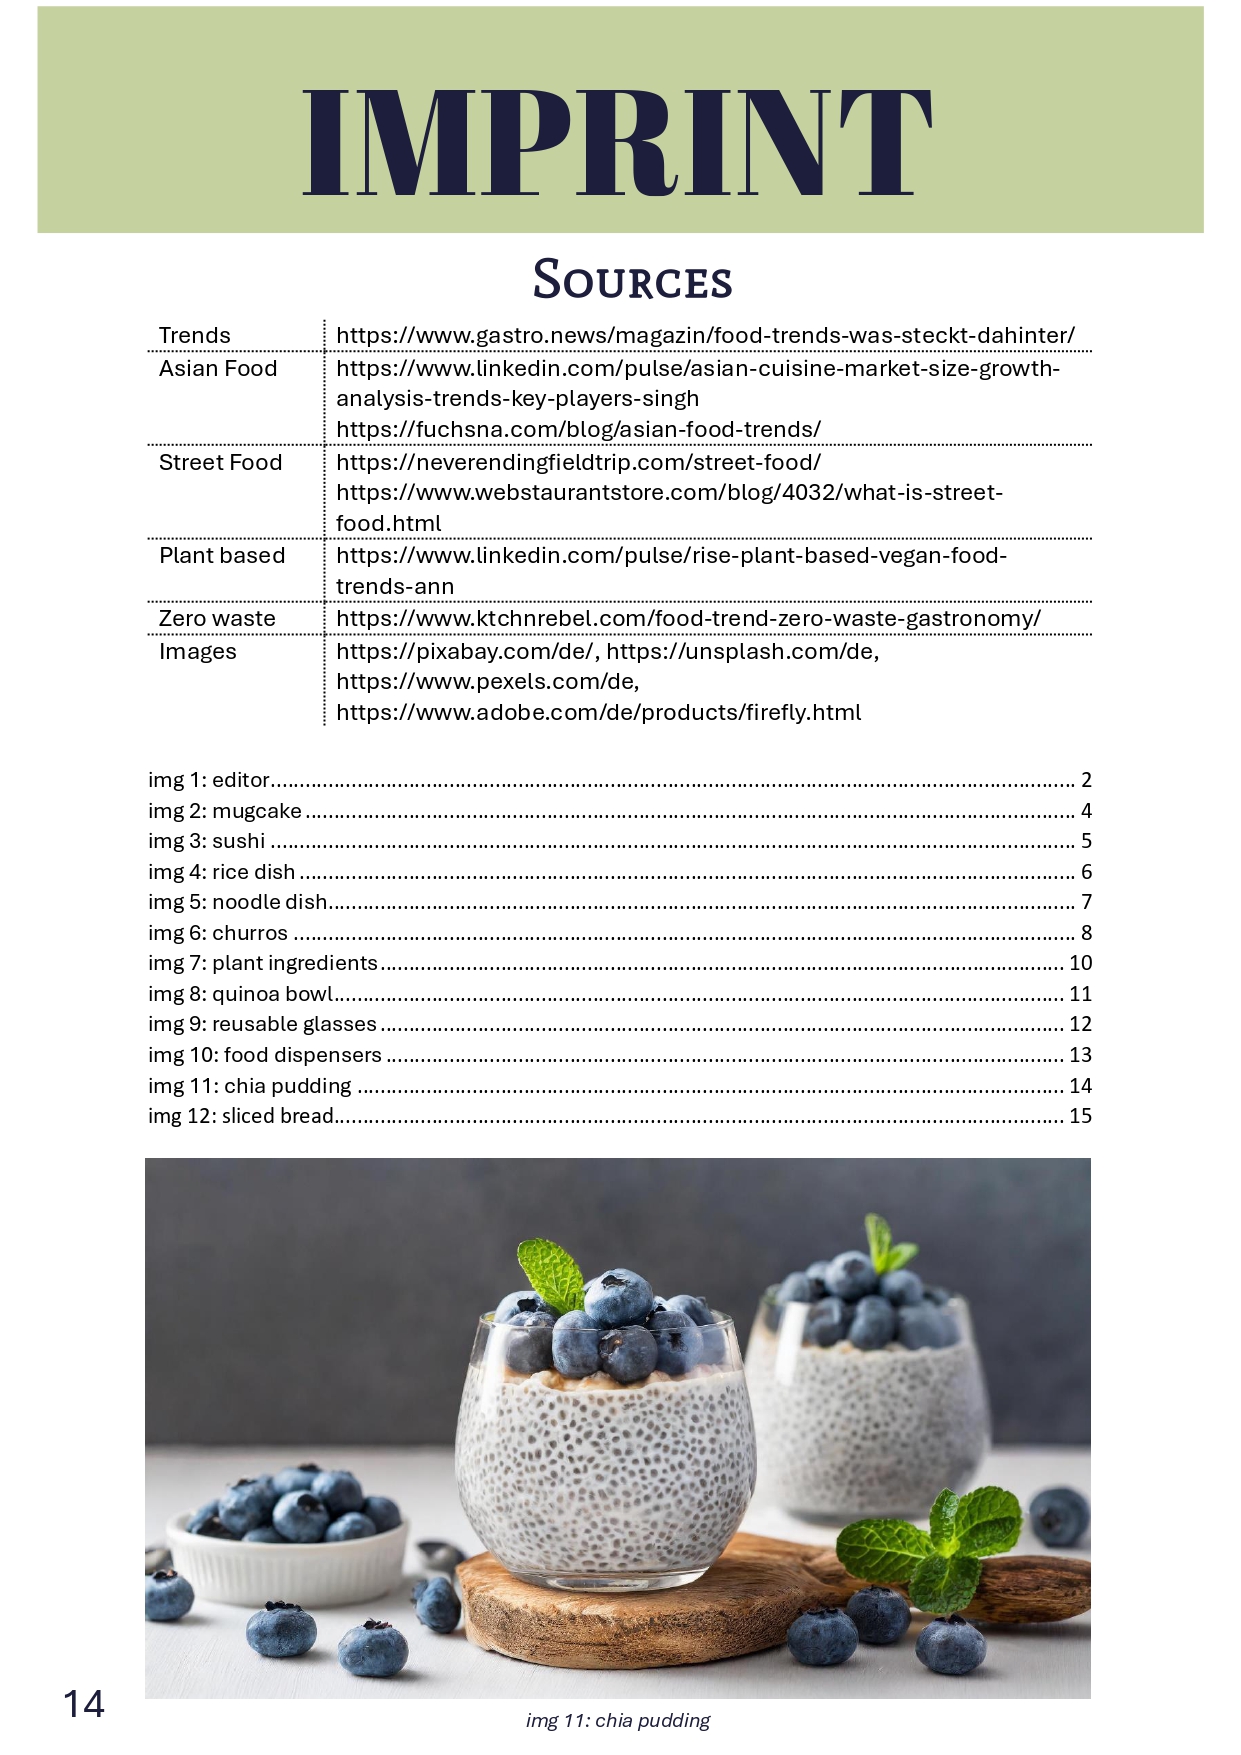 IMPRINT
Sources
Trends
https://www.gastro.news/magazin/food-trends-was-steckt-dahinter/
Asian Food
https://www.linkedin.com/pulse/asian-cuisine-market-size-growth-
analysis-trends-key-players-singh
https://fuchsna.com/blog/asian-food-trends/
Street Food
https://neverendingfieldtrip.com/street-food/
https://www.webstaurantstore.com/blog/4032/what-is-street-
food.html
Plant based
https://www.linkedin.com/pulse/rise-plant-based-vegan-food-
trends-ann
Zero waste
https://www.ktchnrebel.com/food-trend-zero-waste-gastronomy/
Images
https://pixabay.com/de/, https://unsplash.com/de,
https://www.pexels.com/de,
https://www.adobe.com/de/products/firefly.html
img 1: editor 2
img 2: mugcake 4
img 3: sushi 5
img 4: rice dish 6
img 5: noodle dish 7
img 6: churros 8
img 7: plant ingredients 10
img 8: quinoa bowl 11
img 9: reusable glasses 12
img 10: food dispensers 13
img 11: chia pudding 14
img 12: sliced bread 15
14
img 11: chia pudding